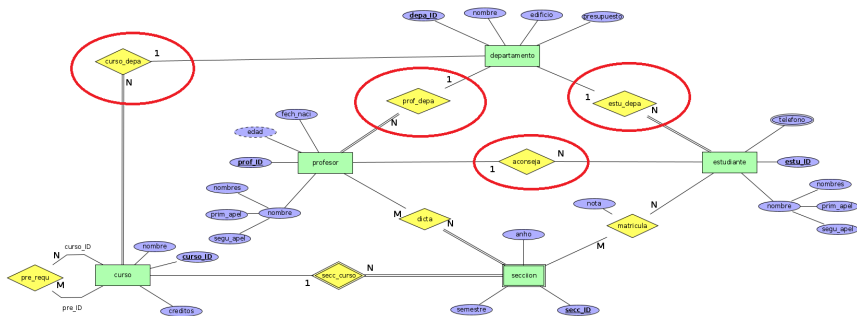 depa_ID
nombre
edificio
presupuesto
departamento
curso_depa
1
N
1
prof_depa
N
1
estu_depa
N
fech_naci
edad
prof_ID
profesor
nombres
prim_apel
nombre
segu_apel
1
aconseja
N
telefono
estudiante
estu_ID
nombres
nombre
prim_apel
segu_apel
M
dicta
N
nota
matricula
N
M
anho
seccion
semestre
secc_ID
secc_curso
N
1
curso
nombre
curso_ID
creditos
curso_ID
N
pre_requ
M
pre_ID